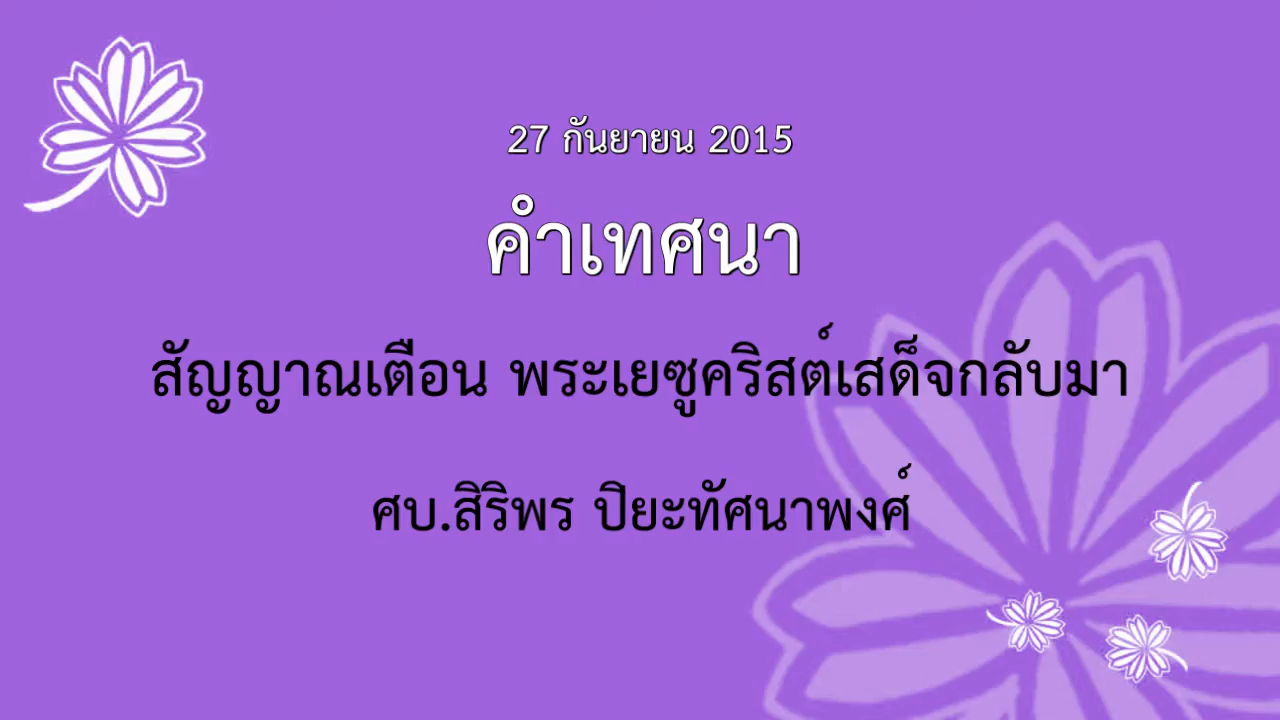 27 กันยายน 2015
คำเทศนา
สัญญาณเตือน พระเยซูคริสต์เสด็จกลับมา
ศบ.สิริพร ปิยะทัศนาพงศ์